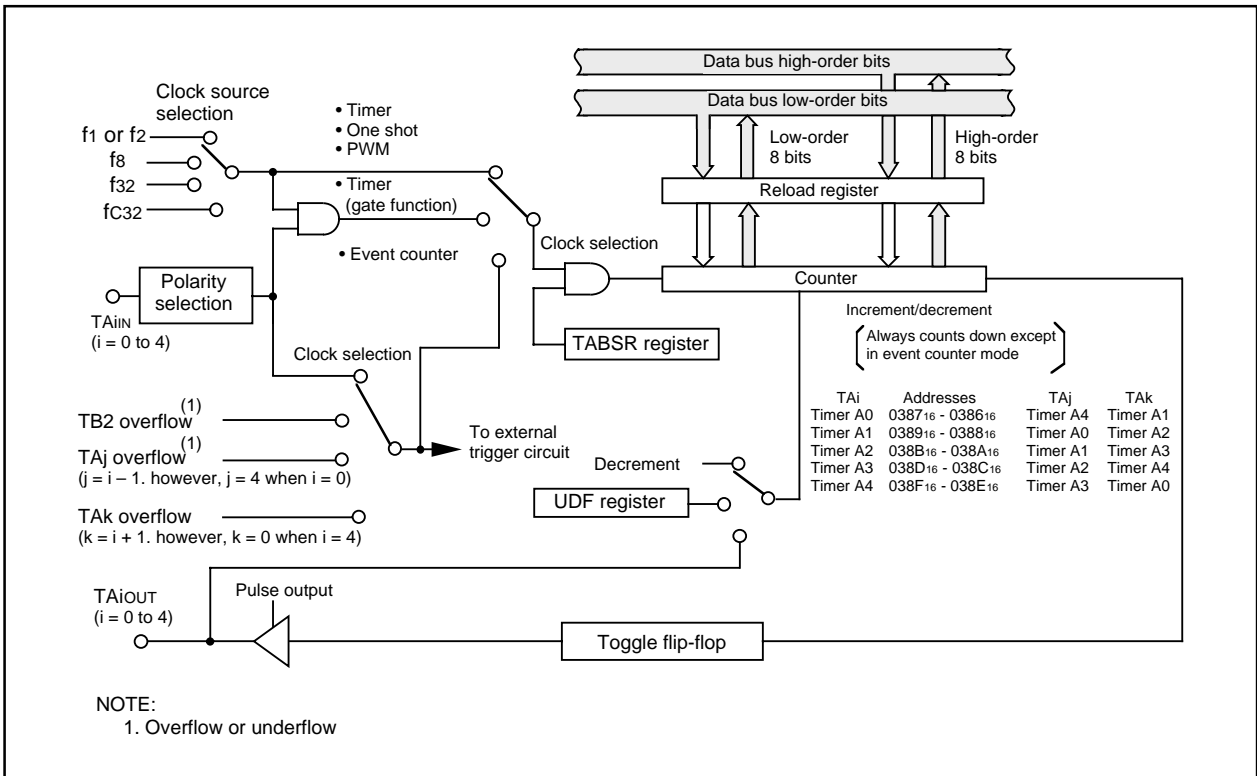 Clock source
selection
f1 or f2
f8
f32
fC32
• Timer
• One shot
• PWM
• Timer
(gate function)
• Event counter
Data bus high-order bits
Data bus low-order bits
Low-order
8 bits
High-order
8 bits
Reload register
Clock selection
Counter
Polarity
selection
TAiIN
(i = 0 to 4)
Increment/decrement
Always counts down except
in event counter mode
TABSR register
Clock selection
TB2 overflow(1)
TAj overflow(1)
(j = i – 1. however, j = 4 when i = 0)
TAk overflow
(k = i + 1. however, k = 0 when i = 4)
To external
trigger circuit
TAi Addresses TAj TAk
Timer A0 038716 - 038616 Timer A4 Timer A1
Timer A1 038916 - 038816 Timer A0 Timer A2
Timer A2 038B16 - 038A16 Timer A1 Timer A3
Timer A3 038D16 - 038C16 Timer A2 Timer A4
Timer A4 038F16 - 038E16 Timer A3 Timer A0
Decrement
UDF register
TAiOUT
(i = 0 to 4)
Pulse output
Toggle flip-flop
NOTE:
1. Overflow or underflow